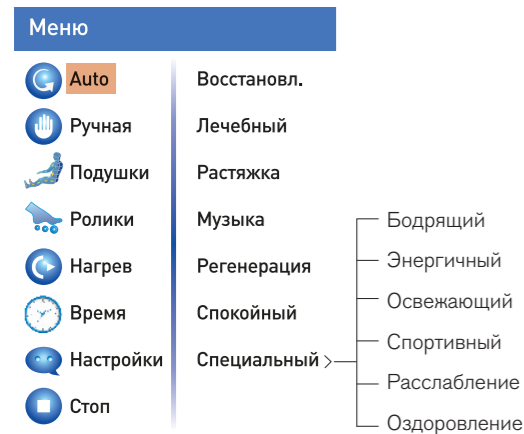 Меню
Auto
Ручная
Подушки
Ролики
Нагрев
Время
Настройки
Стоп
Восстановл.
Лечебный
Растяжка
Музыка
Регенерация
Спокойный
Специальный >
Бодрящий
Энергичный
Освежающий
Спортивный
Расслабление
Оздоровление